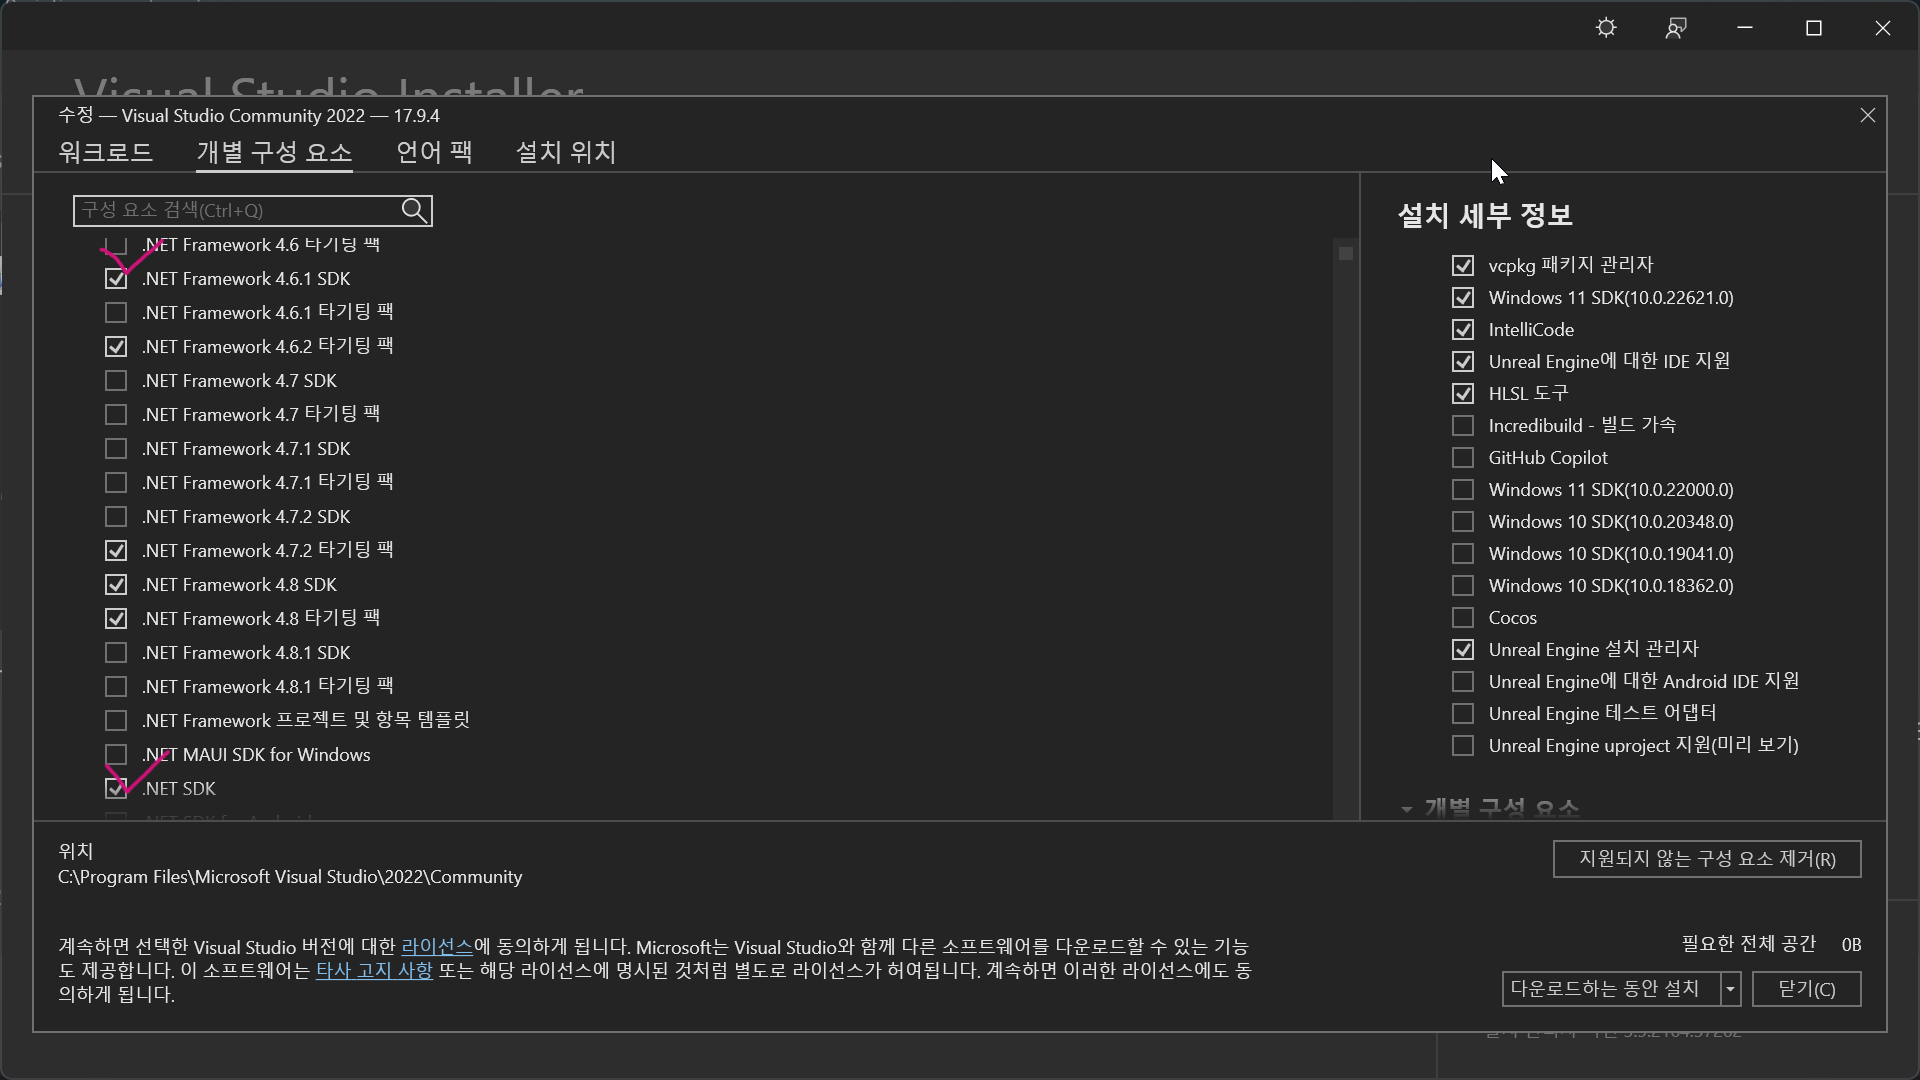 Visual Studio Installer
수정 — Visual Studio Community 2022 — 17.9.4
워크로드 개별 구성 요소 언어 팩 설치 위치
구성 요소 검색(Ctrl+Q)
.NET Framework 4.6 타기팅 팩
.NET Framework 4.6.1 SDK
.NET Framework 4.6.1 타기팅 팩
.NET Framework 4.6.2 타기팅 팩
.NET Framework 4.7 SDK
.NET Framework 4.7 타기팅 팩
.NET Framework 4.7.1 SDK
.NET Framework 4.7.1 타기팅 팩
.NET Framework 4.7.2 SDK
.NET Framework 4.7.2 타기팅 팩
.NET Framework 4.8 SDK
.NET Framework 4.8 타기팅 팩
.NET Framework 4.8.1 SDK
.NET Framework 4.8.1 타기팅 팩
.NET Framework 프로젝트 및 항목 템플릿
.NET MAUI SDK for Windows
.NET SDK
.NET SDK for Android
설치 세부 정보
vcpkg 패키지 관리자
Windows 11 SDK(10.0.22621.0)
IntelliCode
Unreal Engine에 대한 IDE 지원
HLSL 도구
Incredibuild - 빌드 가속
GitHub Copilot
Windows 11 SDK(10.0.22000.0)
Windows 10 SDK(10.0.20348.0)
Windows 10 SDK(10.0.19041.0)
Windows 10 SDK(10.0.18362.0)
Cocos
Unreal Engine 설치 관리자
Unreal Engine에 대한 Android IDE 지원
Unreal Engine 테스트 어댑터
Unreal Engine uproject 지원(미리 보기)
개별 구성 요소
위치
C:\Program Files\Microsoft Visual Studio\2022\Community
지원되지 않는 구성 요소 제거(R)
계속하면 선택한 Visual Studio 버전에 대한 라이선스에 동의하게 됩니다. Microsoft는 Visual Studio와 함께 다른 소프트웨어를 다운로드할 수 있는 기능
도 제공합니다. 이 소프트웨어는 타사 고지 사항 또는 해당 라이선스에 명시된 것처럼 별도로 라이선스가 허여됩니다. 계속하면 이러한 라이선스에도 동
의하게 됩니다.
필요한 전체 공간 0B
다운로드하는 동안 설치 닫기(C)